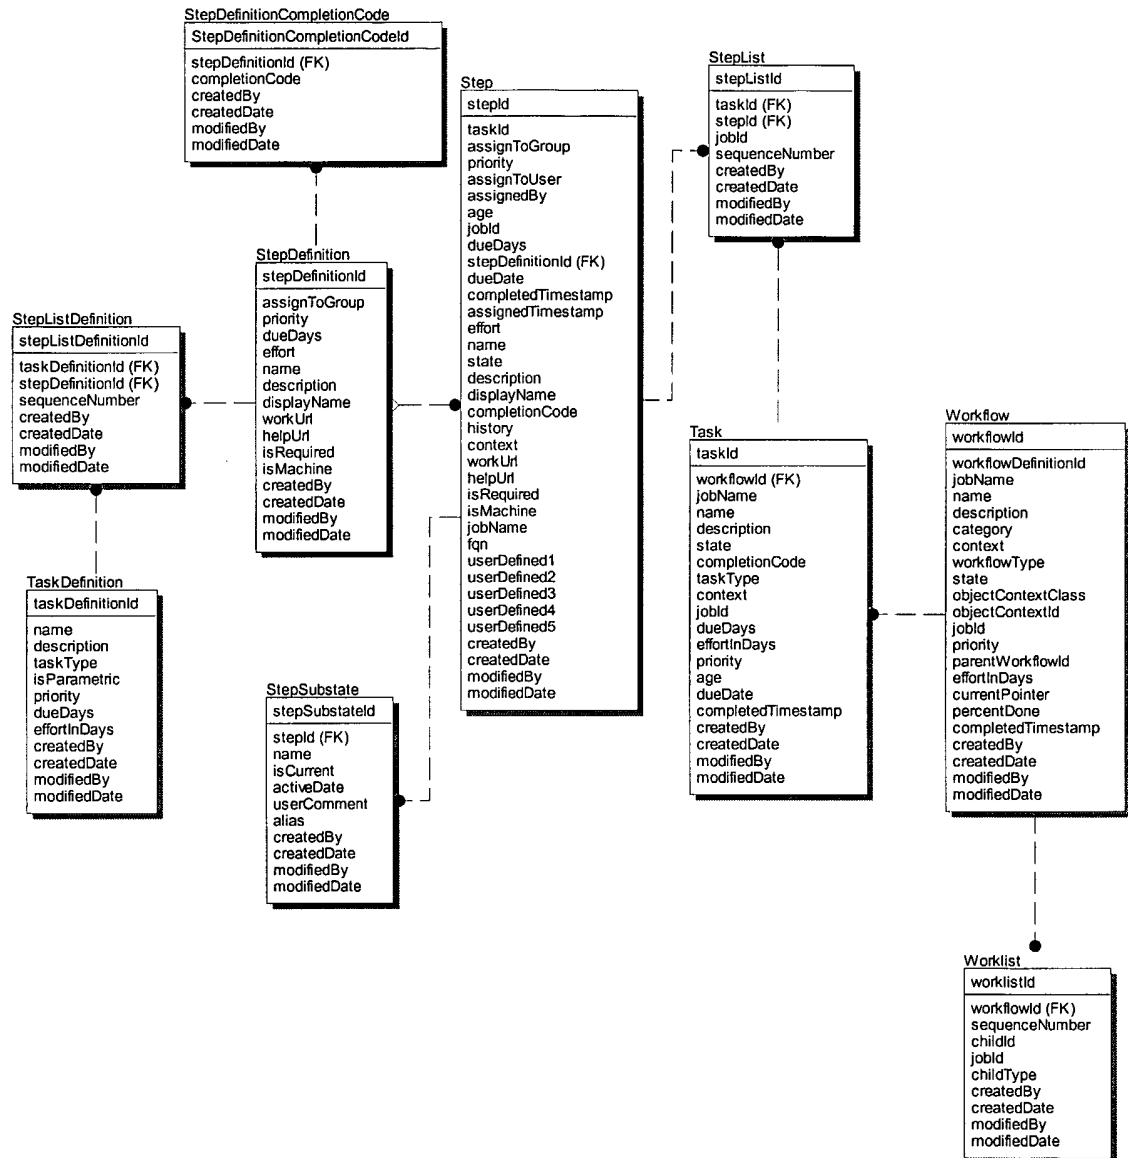 StepDefinitionCompletionCode
StepDefinitionCompletionCodeId
stepDefinitionId (FK)
completionCode
createdBy
createdDate
modifiedBy
modifiedDate
StepDefinition
stepDefinitionId
assignToGroup
priority
dueDays
effort
name
description
displayName
workUrl
helpUrl
isRequired
isMachine
createdBy
createdDate
modifiedBy
modifiedDate
StepListDefinition
stepListDefinitionId
taskDefinitionId (FK)
stepDefinitionId (FK)
sequenceNumber
createdBy
createdDate
modifiedBy
modifiedDate
TaskDefinition
taskDefinitionId
name
description
taskType
isParametric
priority
dueDays
effortInDays
createdBy
createdDate
modifiedBy
modifiedDate
Step
stepId
taskId
assignToGroup
priority
assignToUser
assignedBy
age
jobId
dueDays
stepDefinitionId (FK)
dueDate
completedTimestamp
assignedTimestamp
effort
name
state
description
displayName
completionCode
history
context
workUrl
helpUrl
isRequired
isMachine
jobName
fqn
userDefined1
userDefined2
userDefined3
userDefined4
userDefined5
createdBy
createdDate
modifiedBy
modifiedDate
StepSubstate
stepSubstateId
stepId (FK)
name
isCurrent
activeDate
userComment
alias
createdBy
createdDate
modifiedBy
modifiedDate
StepList
stepListId
taskId (FK)
stepId (FK)
jobId
sequenceNumber
createdBy
createdDate
modifiedBy
modifiedDate
Task
taskId
workflowId (FK)
jobName
name
description
state
completionCode
taskType
context
jobId
dueDays
effortInDays
priority
age
dueDate
completedTimestamp
createdBy
createdDate
modifiedBy
modifiedDate
Workflow
workflowId
workflowDefinitionId
jobName
name
description
category
context
workflowType
state
objectContextClass
objectContextId
jobId
priority
parentWorkflowId
effortInDays
currentPointer
percentDone
completedTimestamp
createdBy
createdDate
modifiedBy
modifiedDate
Worklist
worklistId
workflowId (FK)
sequenceNumber
childId
jobId
childType
createdBy
createdDate
modifiedBy
modifiedDate